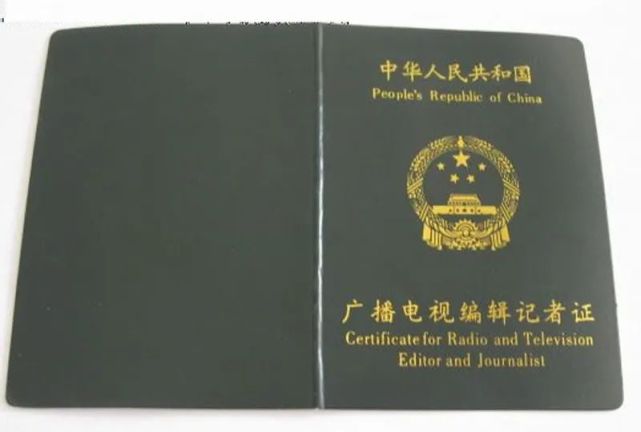 中华人民共和国
People's Republic of China
广播电视编辑记者证
Certificate for Radio and Television
Editor and Journalist